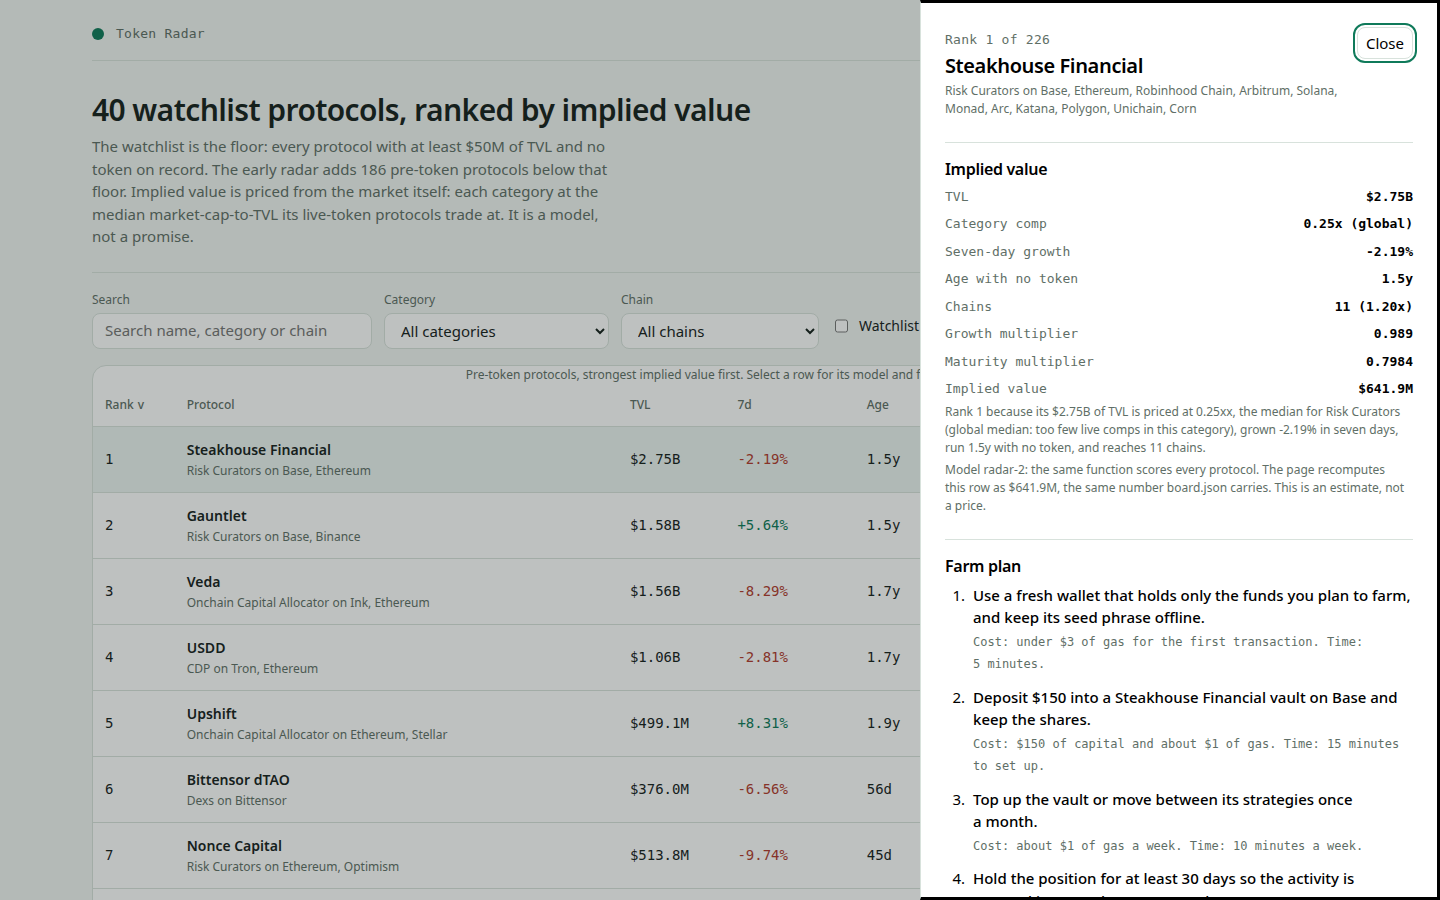 Token Radar
40 watchlist protocols, ranked by implied value
The watchlist is the floor: every protocol with at least $50M of TVL and no
token on record. The early radar adds 186 pre-token protocols below that
floor. Implied value is priced from the market itself: each category at the
median market-cap-to-TVL its live-token protocols trade at. It is a model,
not a promise.
Search
Category
Chain
Search name, category or chain
All categories
All chains
Watchlist
Pre-token protocols, strongest implied value first. Select a row for its model and f
Rank v
Protocol
TVL
7d
Age
1
Steakhouse Financial
Risk Curators on Base, Ethereum
$2.75B
-2.19%
1.5y
2
Gauntlet
Risk Curators on Base, Binance
$1.58B
+5.64%
1.5y
3
Veda
Onchain Capital Allocator on Ink, Ethereum
$1.56B
-8.29%
1.7y
4
USDD
CDP on Tron, Ethereum
$1.06B
-2.81%
1.7y
5
Upshift
Onchain Capital Allocator on Ethereum, Stellar
$499.1M
+8.31%
1.9y
6
Bittensor dTAO
Dexs on Bittensor
$376.0M
-6.56%
56d
7
Nonce Capital
Risk Curators on Ethereum, Optimism
$513.8M
-9.74%
45d
Rank 1 of 226
Close
Steakhouse Financial
Risk Curators on Base, Ethereum, Robinhood Chain, Arbitrum, Solana,
Monad, Arc, Katana, Polygon, Unichain, Corn
Implied value
TVL $2.75B
Category comp 0.25x (global)
Seven-day growth -2.19%
Age with no token 1.5y
Chains 11 (1.20x)
Growth multiplier 0.989
Maturity multiplier 0.7984
Implied value $641.9M
Rank 1 because its $2.75B of TVL is priced at 0.25xx, the median for Risk Curators
(global median: too few live comps in this category), grown -2.19% in seven days,
run 1.5y with no token, and reaches 11 chains.
Model radar-2: the same function scores every protocol. The page recomputes
this row as $641.9M, the same number board.json carries. This is an estimate, not
a price.
Farm plan
1. Use a fresh wallet that holds only the funds you plan to farm,
and keep its seed phrase offline.
Cost: under $3 of gas for the first transaction. Time:
5 minutes.
2. Deposit $150 into a Steakhouse Financial vault on Base and
keep the shares.
Cost: $150 of capital and about $1 of gas. Time: 15 minutes
to set up.
3. Top up the vault or move between its strategies once
a month.
Cost: about $1 of gas a week. Time: 10 minutes a week.
4. Hold the position for at least 30 days so the activity is